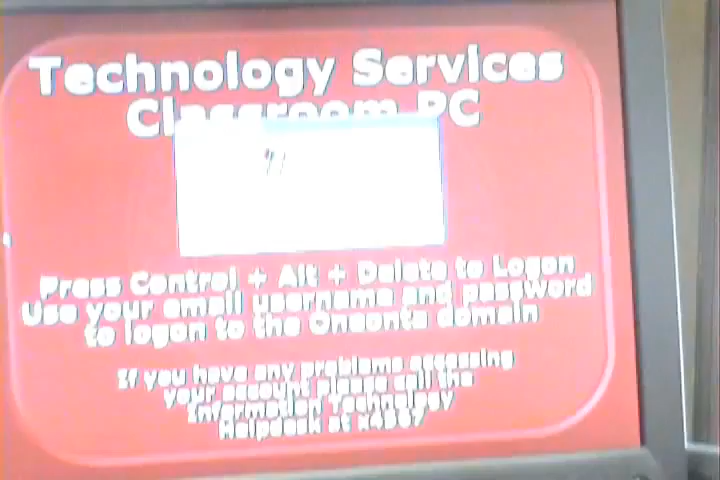 Technology Services
Classroom PC
Press Control + Alt + Delete to Logon
Use your email username and password
to logon to the Oneonta domain
If you have any problems accessing
your account please call the
Information Technology
Helpdesk at